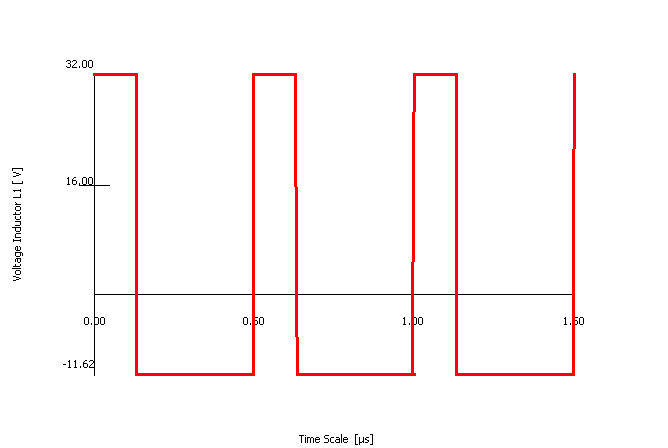 32.00
16.00
Voltage Inductor L1 [ V]
0.00 0.50 1.00 1.50
-11.62
Time Scale [µs]